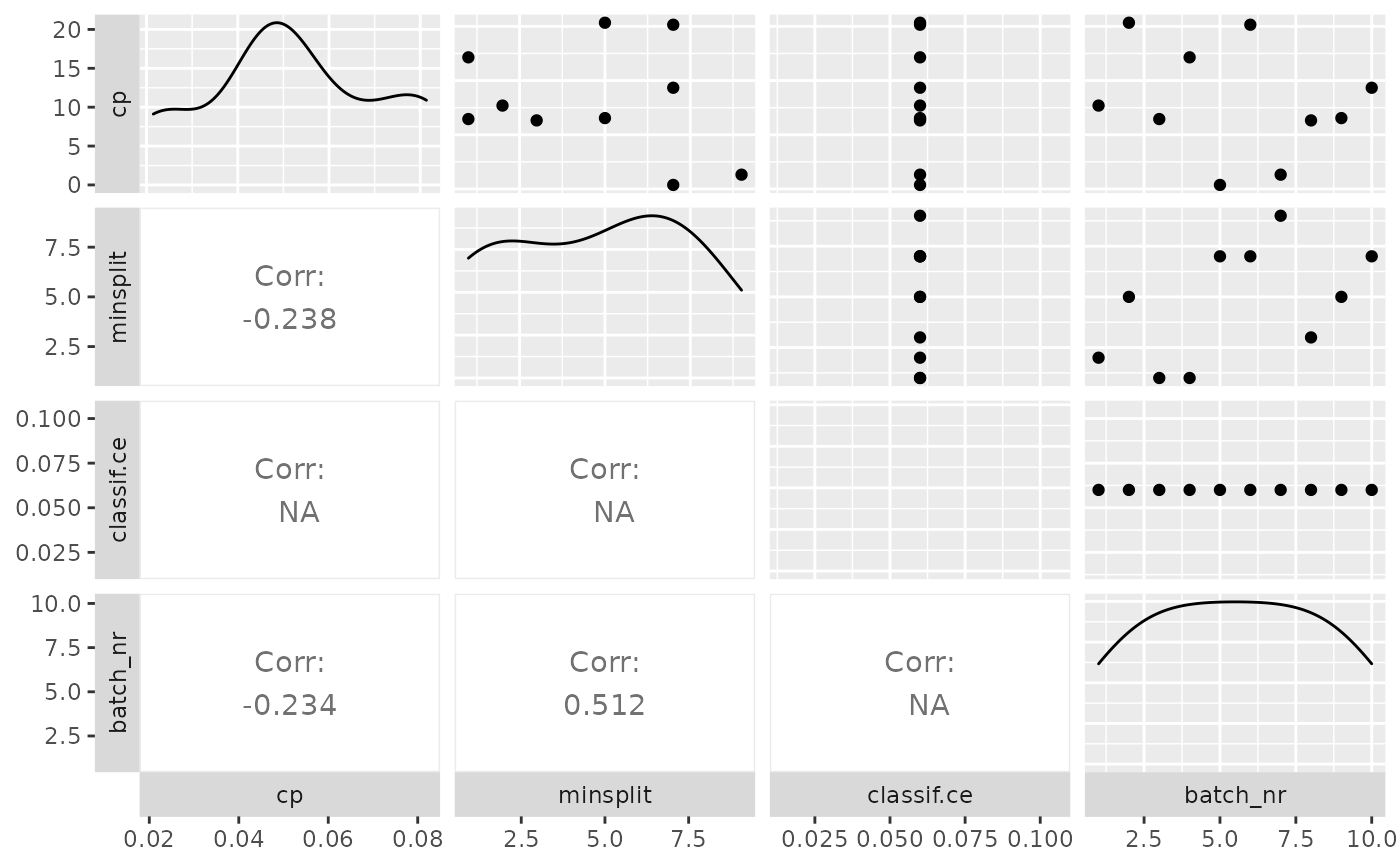 20
15
10
5
0
cp
7.5
5.0
2.5
minsplit
Corr:
-0.238
0.100
0.075
0.050
0.025
classif.ce
Corr:
NA
Corr:
NA
10.0
7.5
5.0
2.5
batch_nr
Corr:
-0.234
Corr:
0.512
Corr:
NA
cp
minsplit
classif.ce
batch_nr
0.02 0.04 0.06 0.08
2.5 5.0 7.5
0.025 0.050 0.075 0.100
2.5 5.0 7.5 10.0